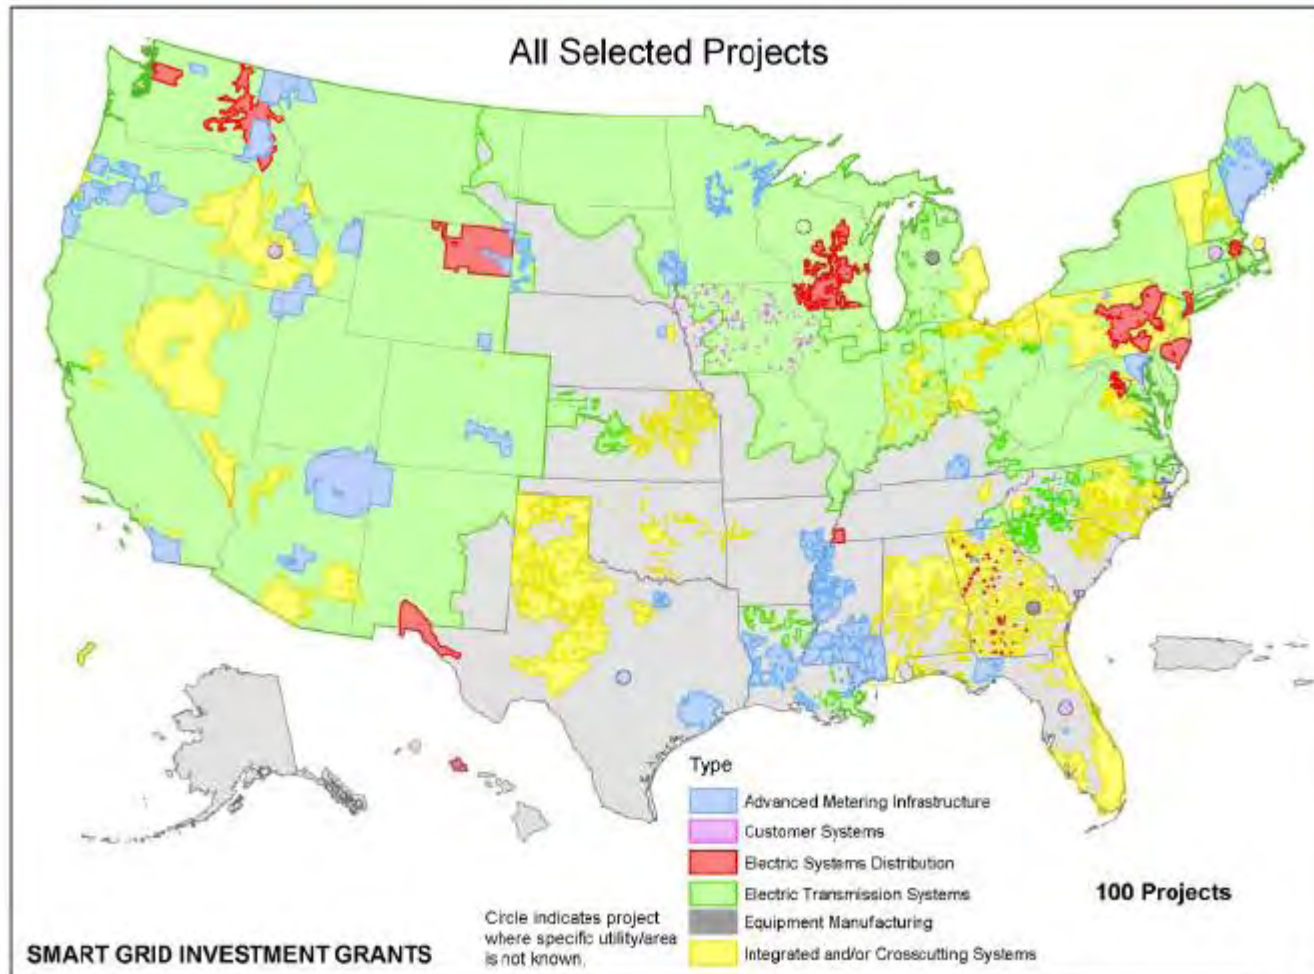 All Selected Projects
Type
Advanced Metering Infrastructure
Customer Systems
Electric Systems Distribution
Electric Transmission Systems
Equipment Manufacturing
Integrated and/or Crosscutting Systems
100 Projects
Circle indicates project
where specific utility/area
is not known.
SMART GRID INVESTMENT GRANTS